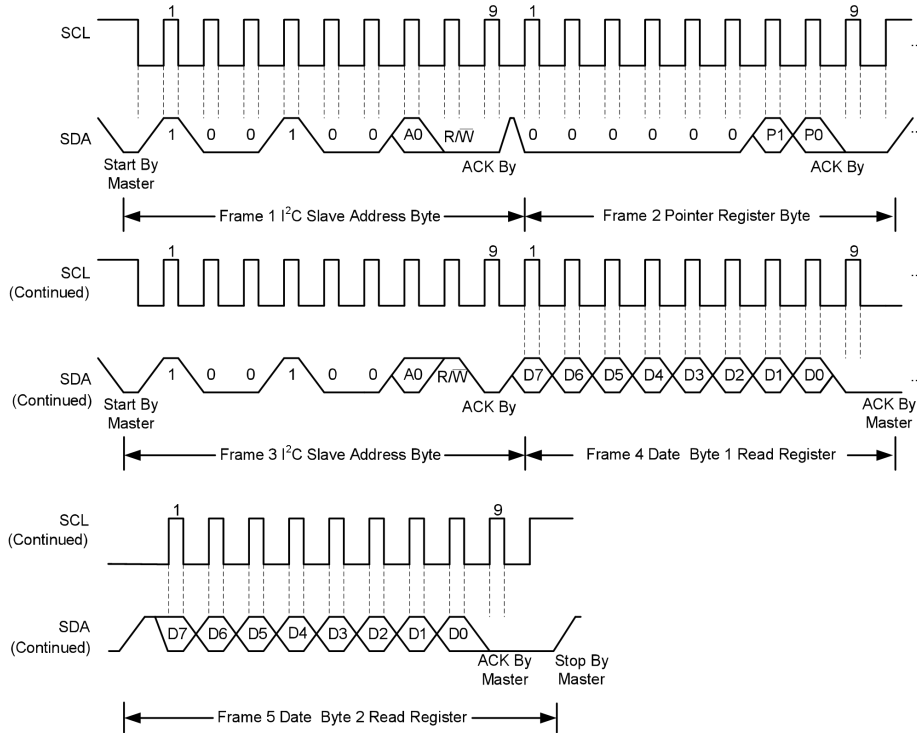 1 9 1 9
SCL ...
SDA 1 0 0 1 0 0 A0 R/W̅ 0 0 0 0 0 0 P1 P0 ...
Start By
Master
ACK By
ACK By
Frame 1 I²C Slave Address Byte
Frame 2 Pointer Register Byte
1 9 1 9
SCL
(Continued)
...
SDA
(Continued)
1 0 0 1 0 0 A0 R/W̅ D7 D6 D5 D4 D3 D2 D1 D0 ...
Start By
Master
ACK By
ACK By
Master
Frame 3 I²C Slave Address Byte
Frame 4 Date Byte 1 Read Register
1 9
SCL
(Continued)
SDA
(Continued)
D7 D6 D5 D4 D3 D2 D1 D0
ACK By
Master
Stop By
Master
Frame 5 Date Byte 2 Read Register